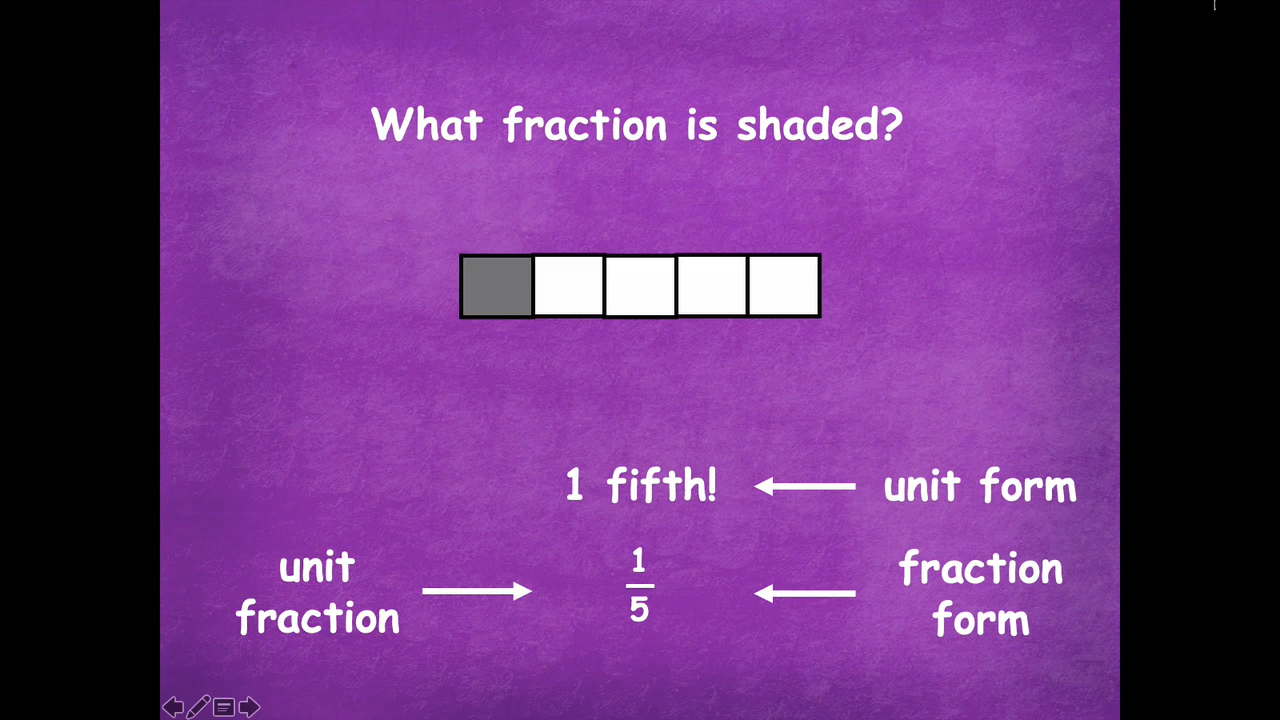 What fraction is shaded?
1 fifth!
unit form
unit
fraction
1
5
fraction
form